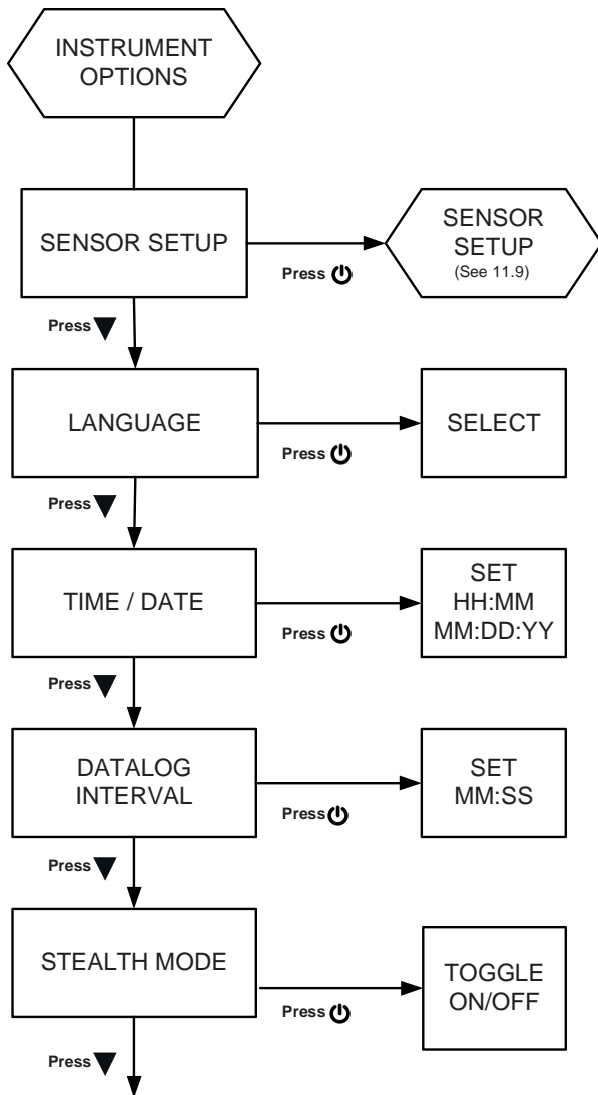 INSTRUMENT
OPTIONS
SENSOR SETUP
Press
SENSOR
SETUP
(See 11.9)
Press
LANGUAGE
Press
SELECT
Press
TIME / DATE
Press
SET
HH:MM
MM:DD:YY
Press
DATALOG
INTERVAL
Press
SET
MM:SS
Press
STEALTH MODE
Press
TOGGLE
ON/OFF
Press